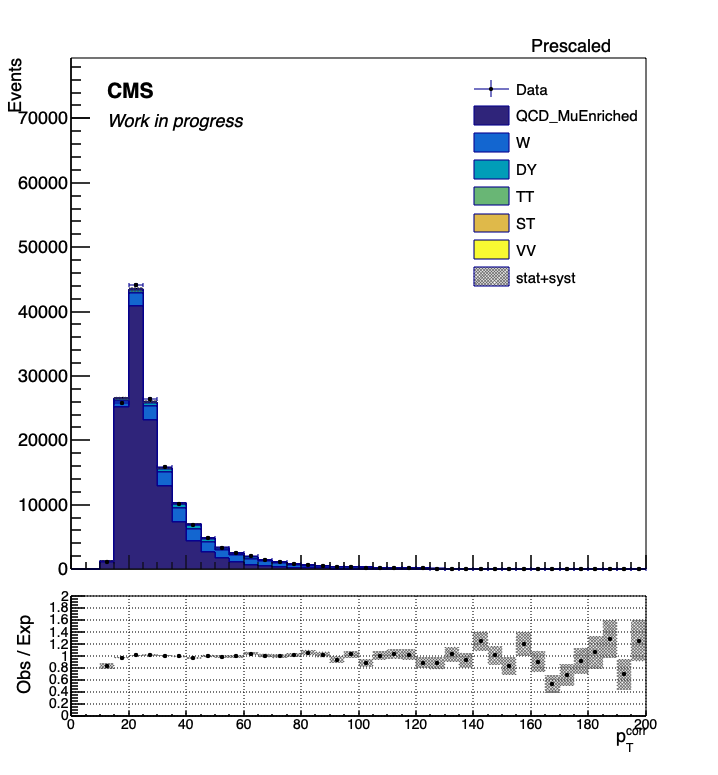 Prescaled
Events
CMS
Work in progress
Data
QCD_MuEnriched
W
DY
TT
ST
VV
stat+syst
70000
60000
50000
40000
30000
20000
10000
0
Obs / Exp
2
1.8
1.6
1.4
1.2
1
0.8
0.6
0.4
0.2
0
0 20 40 60 80 100 120 140 160 180 200
p_T^corr